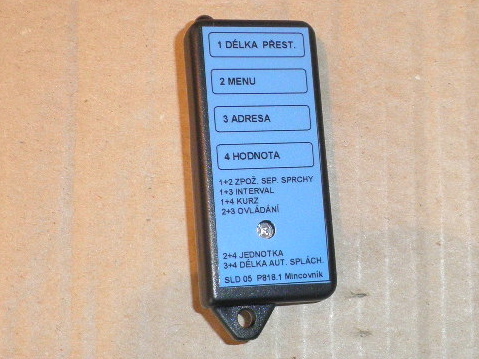 1 DÉLKA PŘEST.
2 MENU
3 ADRESA
4 HODNOTA
1+2 ZPOŽ. SEP. SPRCHY
1+3 INTERVAL
1+4 KURZ
2+3 OVLÁDÁNÍ
2+4 JEDNOTKA
3+4 DÉLKA AUT. SPLÁCH.
SLD 05 P818.1 Mincovník